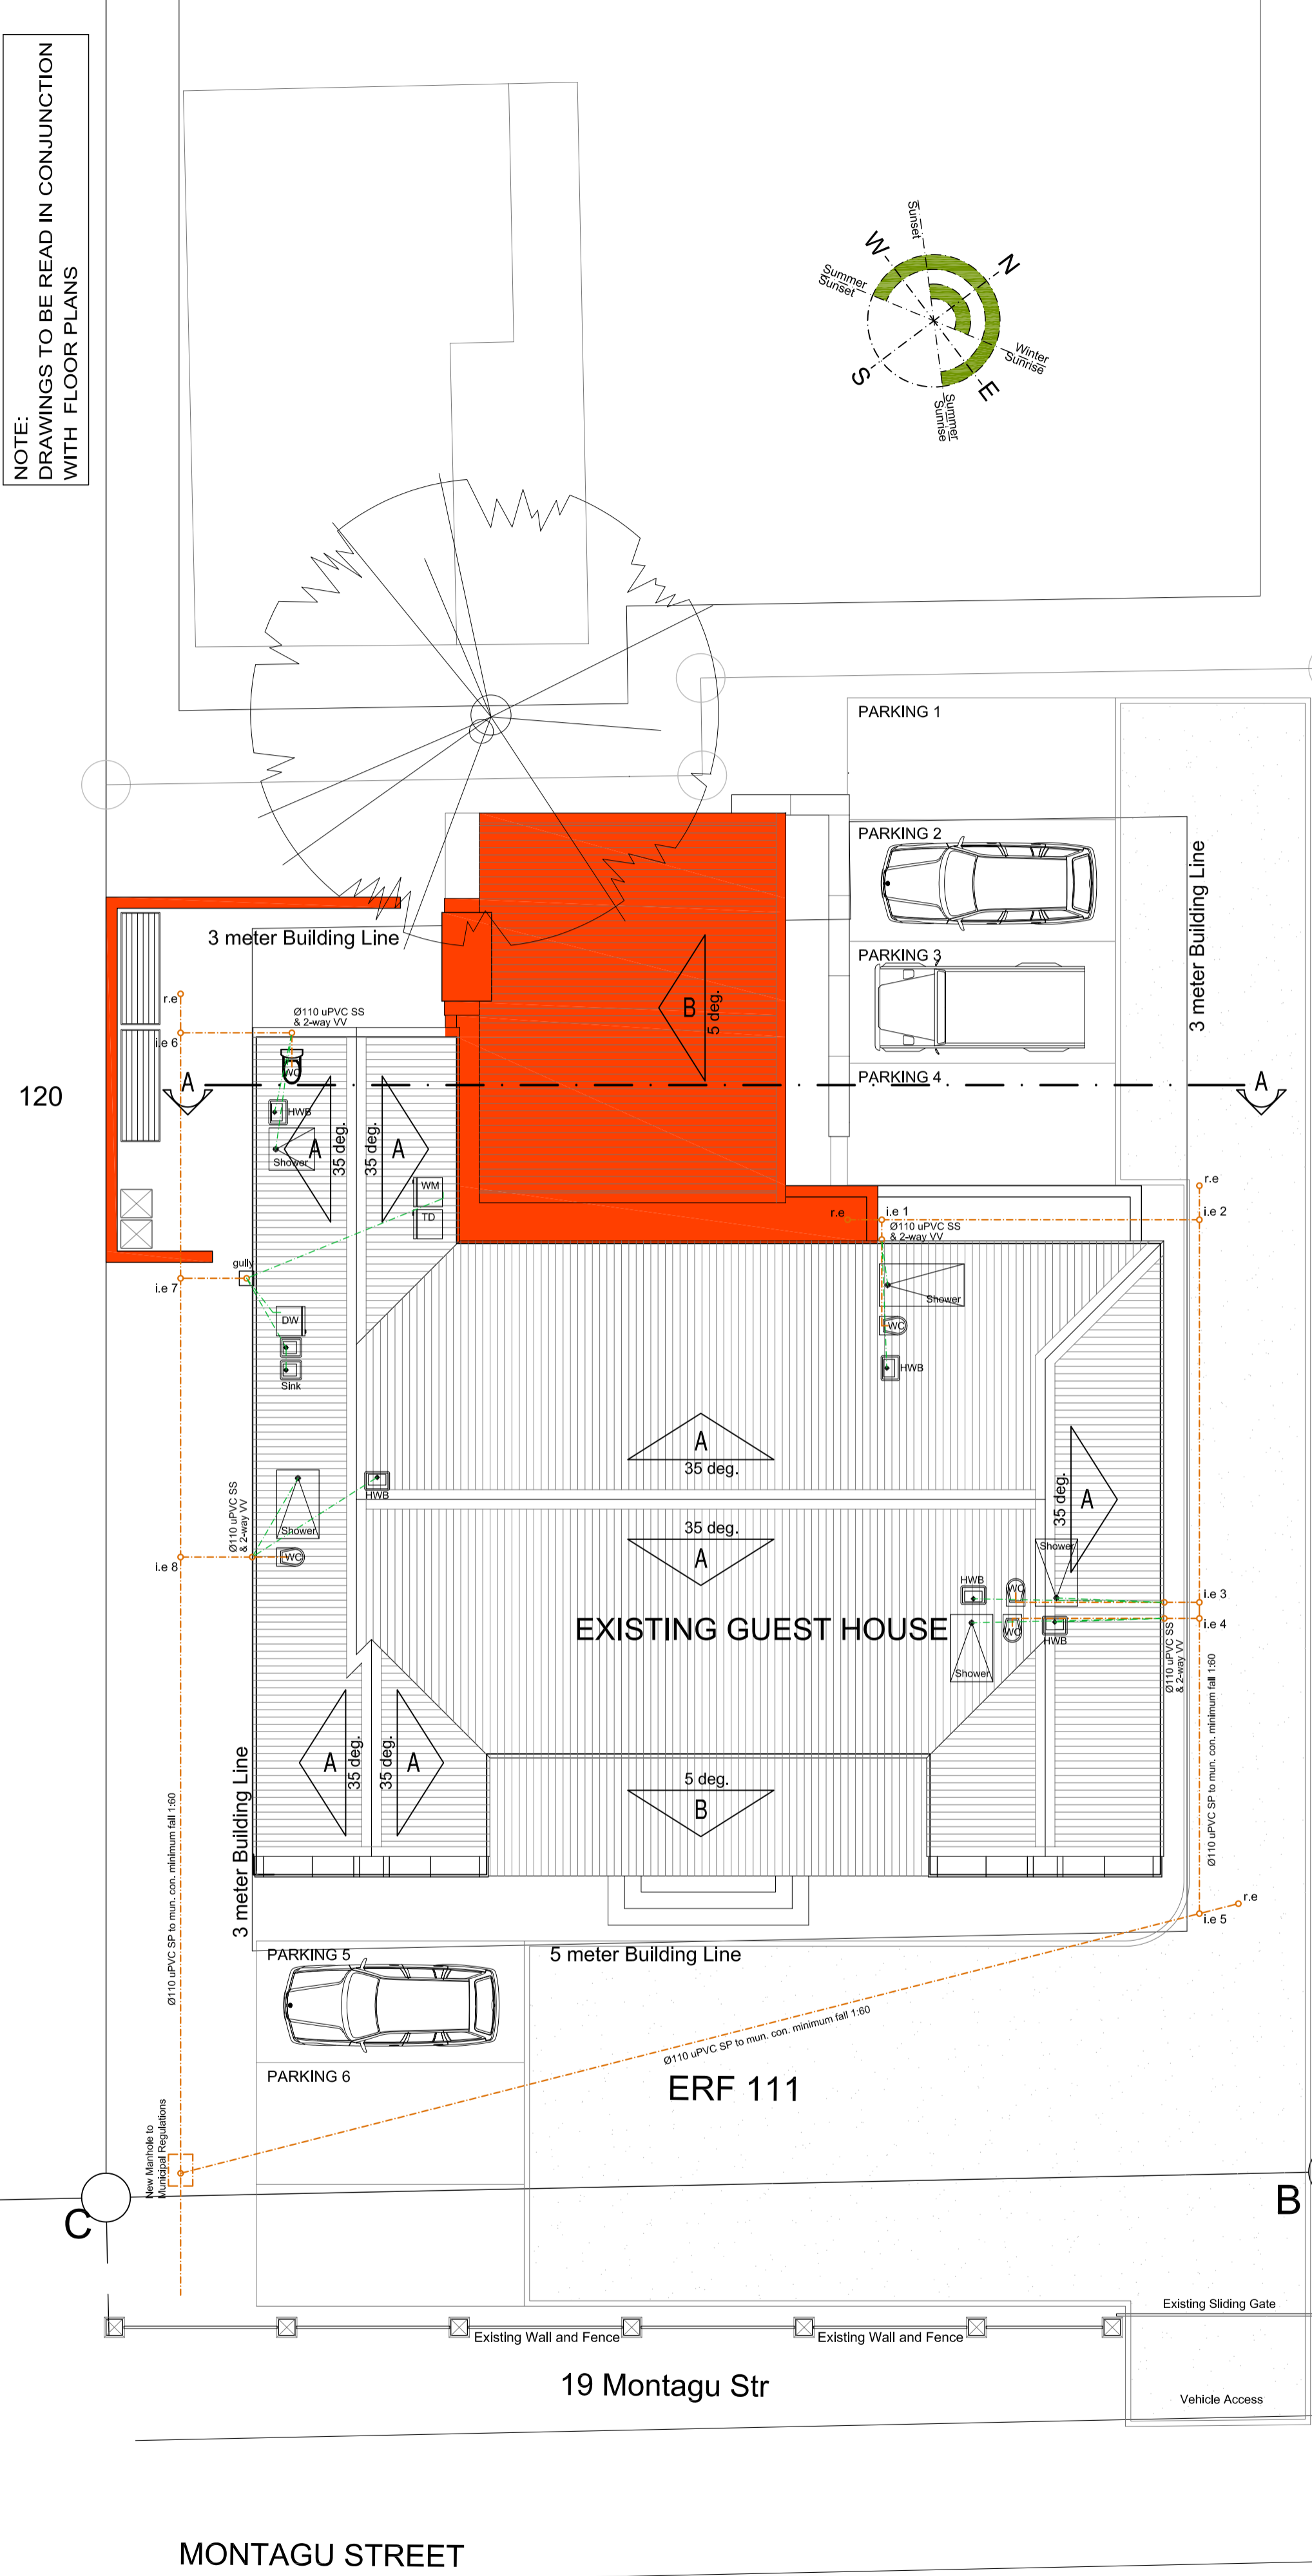 NOTE:
DRAWINGS TO BE READ IN CONJUNCTION
WITH FLOOR PLANS
Sunset
W
N
Summer
Sunset
Winter
Sunrise
S
E
Summer
Sunrise
PARKING 1
PARKING 2
3 meter Building Line
3 meter Building Line
PARKING 3
B
5 deg.
r.e
Ø110 uPVC SS
& 2-way VV
i.e 6
WC
PARKING 4
A
A
120
HWB
Shower
A
35 deg.
35 deg.
A
WM
TD
r.e
r.e
i.e 1
i.e 2
Ø110 uPVC SS
& 2-way VV
gully
i.e 7
Shower
DW
WC
HWB
Sink
A
35 deg.
HWB
35 deg.
A
35 deg.
A
Ø110 uPVC SS
& 2-way VV
Shower
WC
i.e 8
Shower
HWB
WC
i.e 3
i.e 4
EXISTING GUEST HOUSE
WC
HWB
Shower
Ø110 uPVC SS
& 2-way VV
Ø110 uPVC SP to mun. con. minimum fall 1:60
A
35 deg.
35 deg.
A
5 deg.
B
3 meter Building Line
Ø110 uPVC SP to mun. con. minimum fall 1:60
r.e
i.e 5
PARKING 5
5 meter Building Line
Ø110 uPVC SP to mun. con. minimum fall 1:60
PARKING 6
ERF 111
New Manhole to
Municipal Regulations
C
B
Existing Sliding Gate
Existing Wall and Fence
Existing Wall and Fence
19 Montagu Str
Vehicle Access
MONTAGU STREET